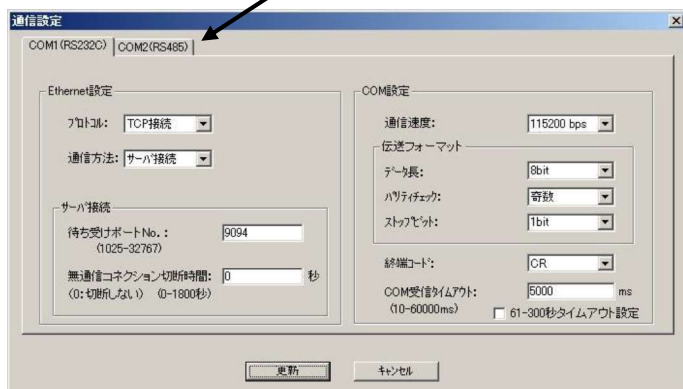 通信設定
COM1(RS232C)
COM2(RS485)
Ethernet設定
プロトコル:
TCP接続
通信方法:
サーバ接続
サーバ接続
待ち受けポートNo.:
9094
(1025-32767)
無通信コネクション切断時間:
0
秒
(0:切断しない) (0-1800秒)
COM設定
通信速度:
115200 bps
伝送フォーマット
データ長:
8bit
パリティチェック:
奇数
ストップビット:
1bit
終端コード:
CR
COM受信タイムアウト:
5000
ms
(10-60000ms)
61-300秒タイムアウト設定
更新
キャンセル